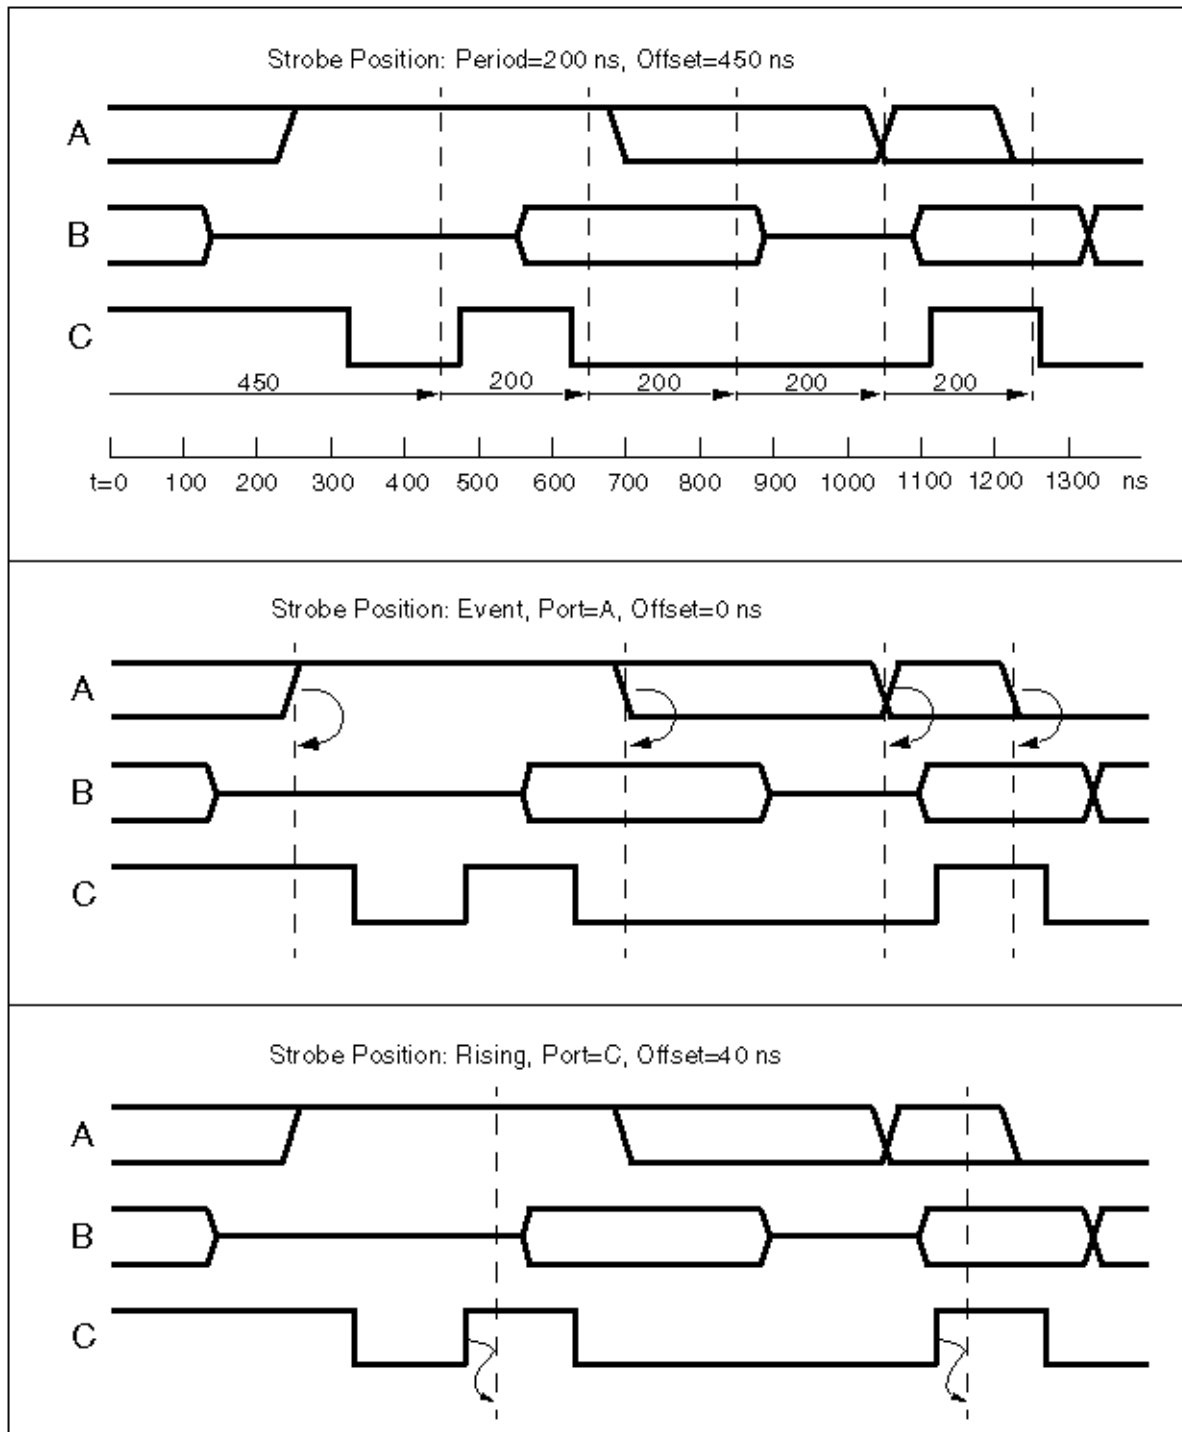 Strobe Position: Period=200 ns, Offset=450 ns
A
B
C
450 200 200 200 200
t=0 100 200 300 400 500 600 700 800 900 1000 1100 1200 1300 ns
Strobe Position: Event, Port=A, Offset=0 ns
A
B
C
Strobe Position: Rising, Port=C, Offset=40 ns
A
B
C